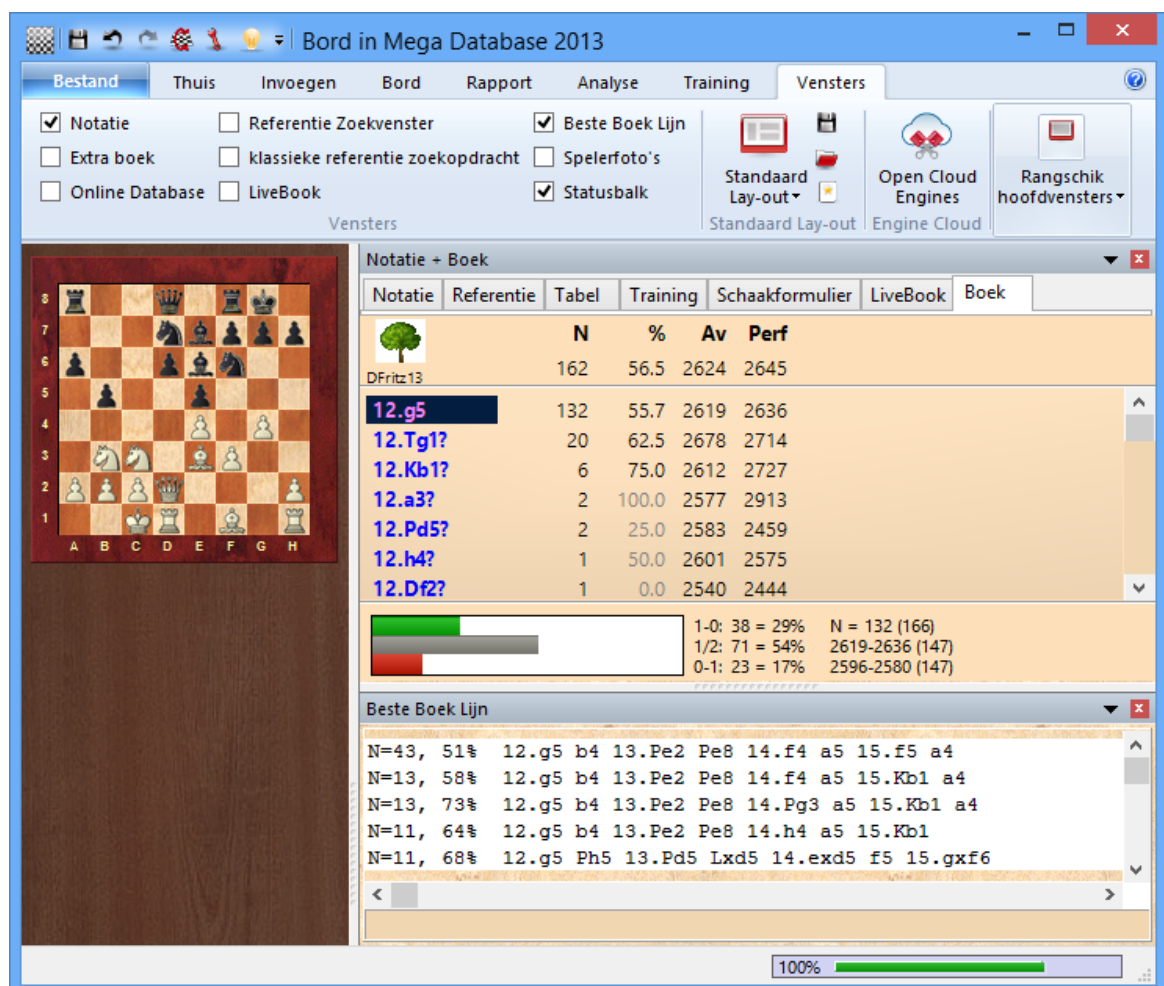 Bord in Mega Database 2013
Bestand Thuis Invoegen Bord Rapport Analyse Training Vensters
Notatie Referentie Zoekvenster Beste Boek Lijn
Extra boek klassieke referentie zoekopdracht Spelerfoto's
Online Database LiveBook Statusbalk
Vensters
Standaard
Lay-out
Standaard Lay-out
Open Cloud
Engines
Engine Cloud
Rangschik
hoofdvensters
8
7
6
5
4
3
2
1
A B C D E F G H
Notatie + Boek
Notatie Referentie Tabel Training Schaakformulier LiveBook Boek
N % Av Perf
DFritz13 162 56.5 2624 2645
12.g5 132 55.7 2619 2636
12.Tg1? 20 62.5 2678 2714
12.Kb1? 6 75.0 2612 2727
12.a3? 2 100.0 2577 2913
12.Pd5? 2 25.0 2583 2459
12.h4? 1 50.0 2601 2575
12.Df2? 1 0.0 2540 2444
1-0: 38 = 29% N = 132 (166)
1/2: 71 = 54% 2619-2636 (147)
0-1: 23 = 17% 2596-2580 (147)
Beste Boek Lijn
N=43, 51% 12.g5 b4 13.Pe2 Pe8 14.f4 a5 15.f5 a4
N=13, 58% 12.g5 b4 13.Pe2 Pe8 14.f4 a5 15.Kb1 a4
N=13, 73% 12.g5 b4 13.Pe2 Pe8 14.Pg3 a5 15.Kb1 a4
N=11, 64% 12.g5 b4 13.Pe2 Pe8 14.h4 a5 15.Kb1
N=11, 68% 12.g5 Ph5 13.Pd5 Lxd5 14.exd5 f5 15.gxf6
100%